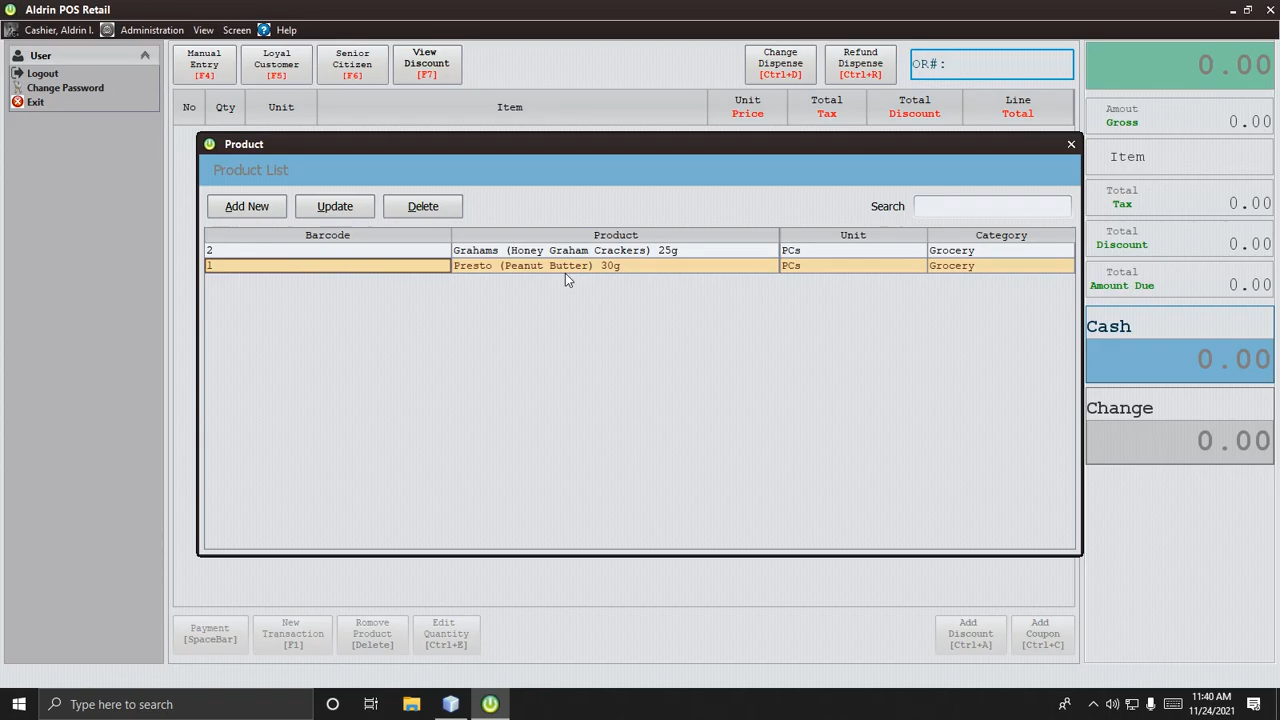 Aldrin POS Retail
Cashier, Aldrin I. Administration View Screen Help
User
Logout
Change Password
Exit
Manual Entry [F4]
Loyal Customer [F5]
Senior Citizen [F6]
View Discount [F7]
Change Dispense [Ctrl+D]
Refund Dispense [Ctrl+R]
OR#:
0.00
No Qty Unit Item Unit Price Total Tax Total Discount Line Total
Amout Gross 0.00
Item
Total Tax 0.00
Total Discount 0.00
Total Amount Due 0.00
Cash
0.00
Change
0.00
Product
Product List
Add New Update Delete Search
Barcode Product Unit Category
2 Grahams (Honey Graham Crackers) 25g PCs Grocery
1 Presto (Peanut Butter) 30g PCs Grocery
Payment [SpaceBar]
New Transaction [F1]
Romove Product [Delete]
Edit Quantity [Ctrl+E]
Add Discount [Ctrl+A]
Add Coupon [Ctrl+C]
Type here to search
11:40 AM
11/24/2021